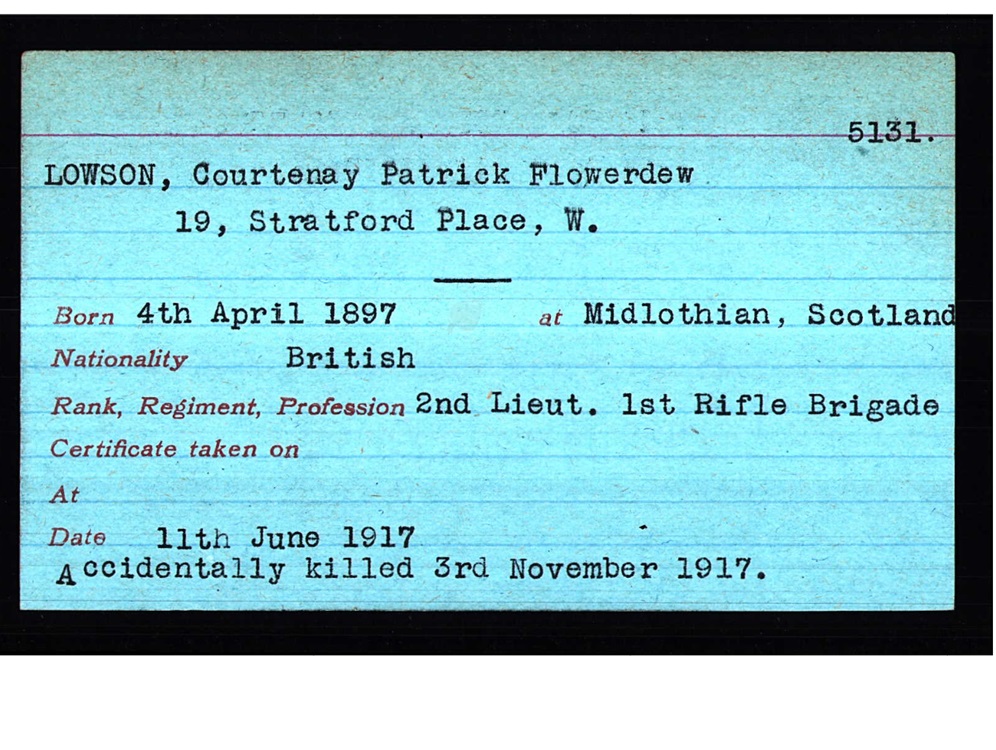 5131.
LOWSON, Courtenay Patrick Flowerdew
19, Stratford Place, W.
Born 4th April 1897 at Midlothian, Scotland
Nationality British
Rank, Regiment, Profession 2nd Lieut. 1st Rifle Brigade
Certificate taken on
At
Date 11th June 1917
Accidentally killed 3rd November 1917.